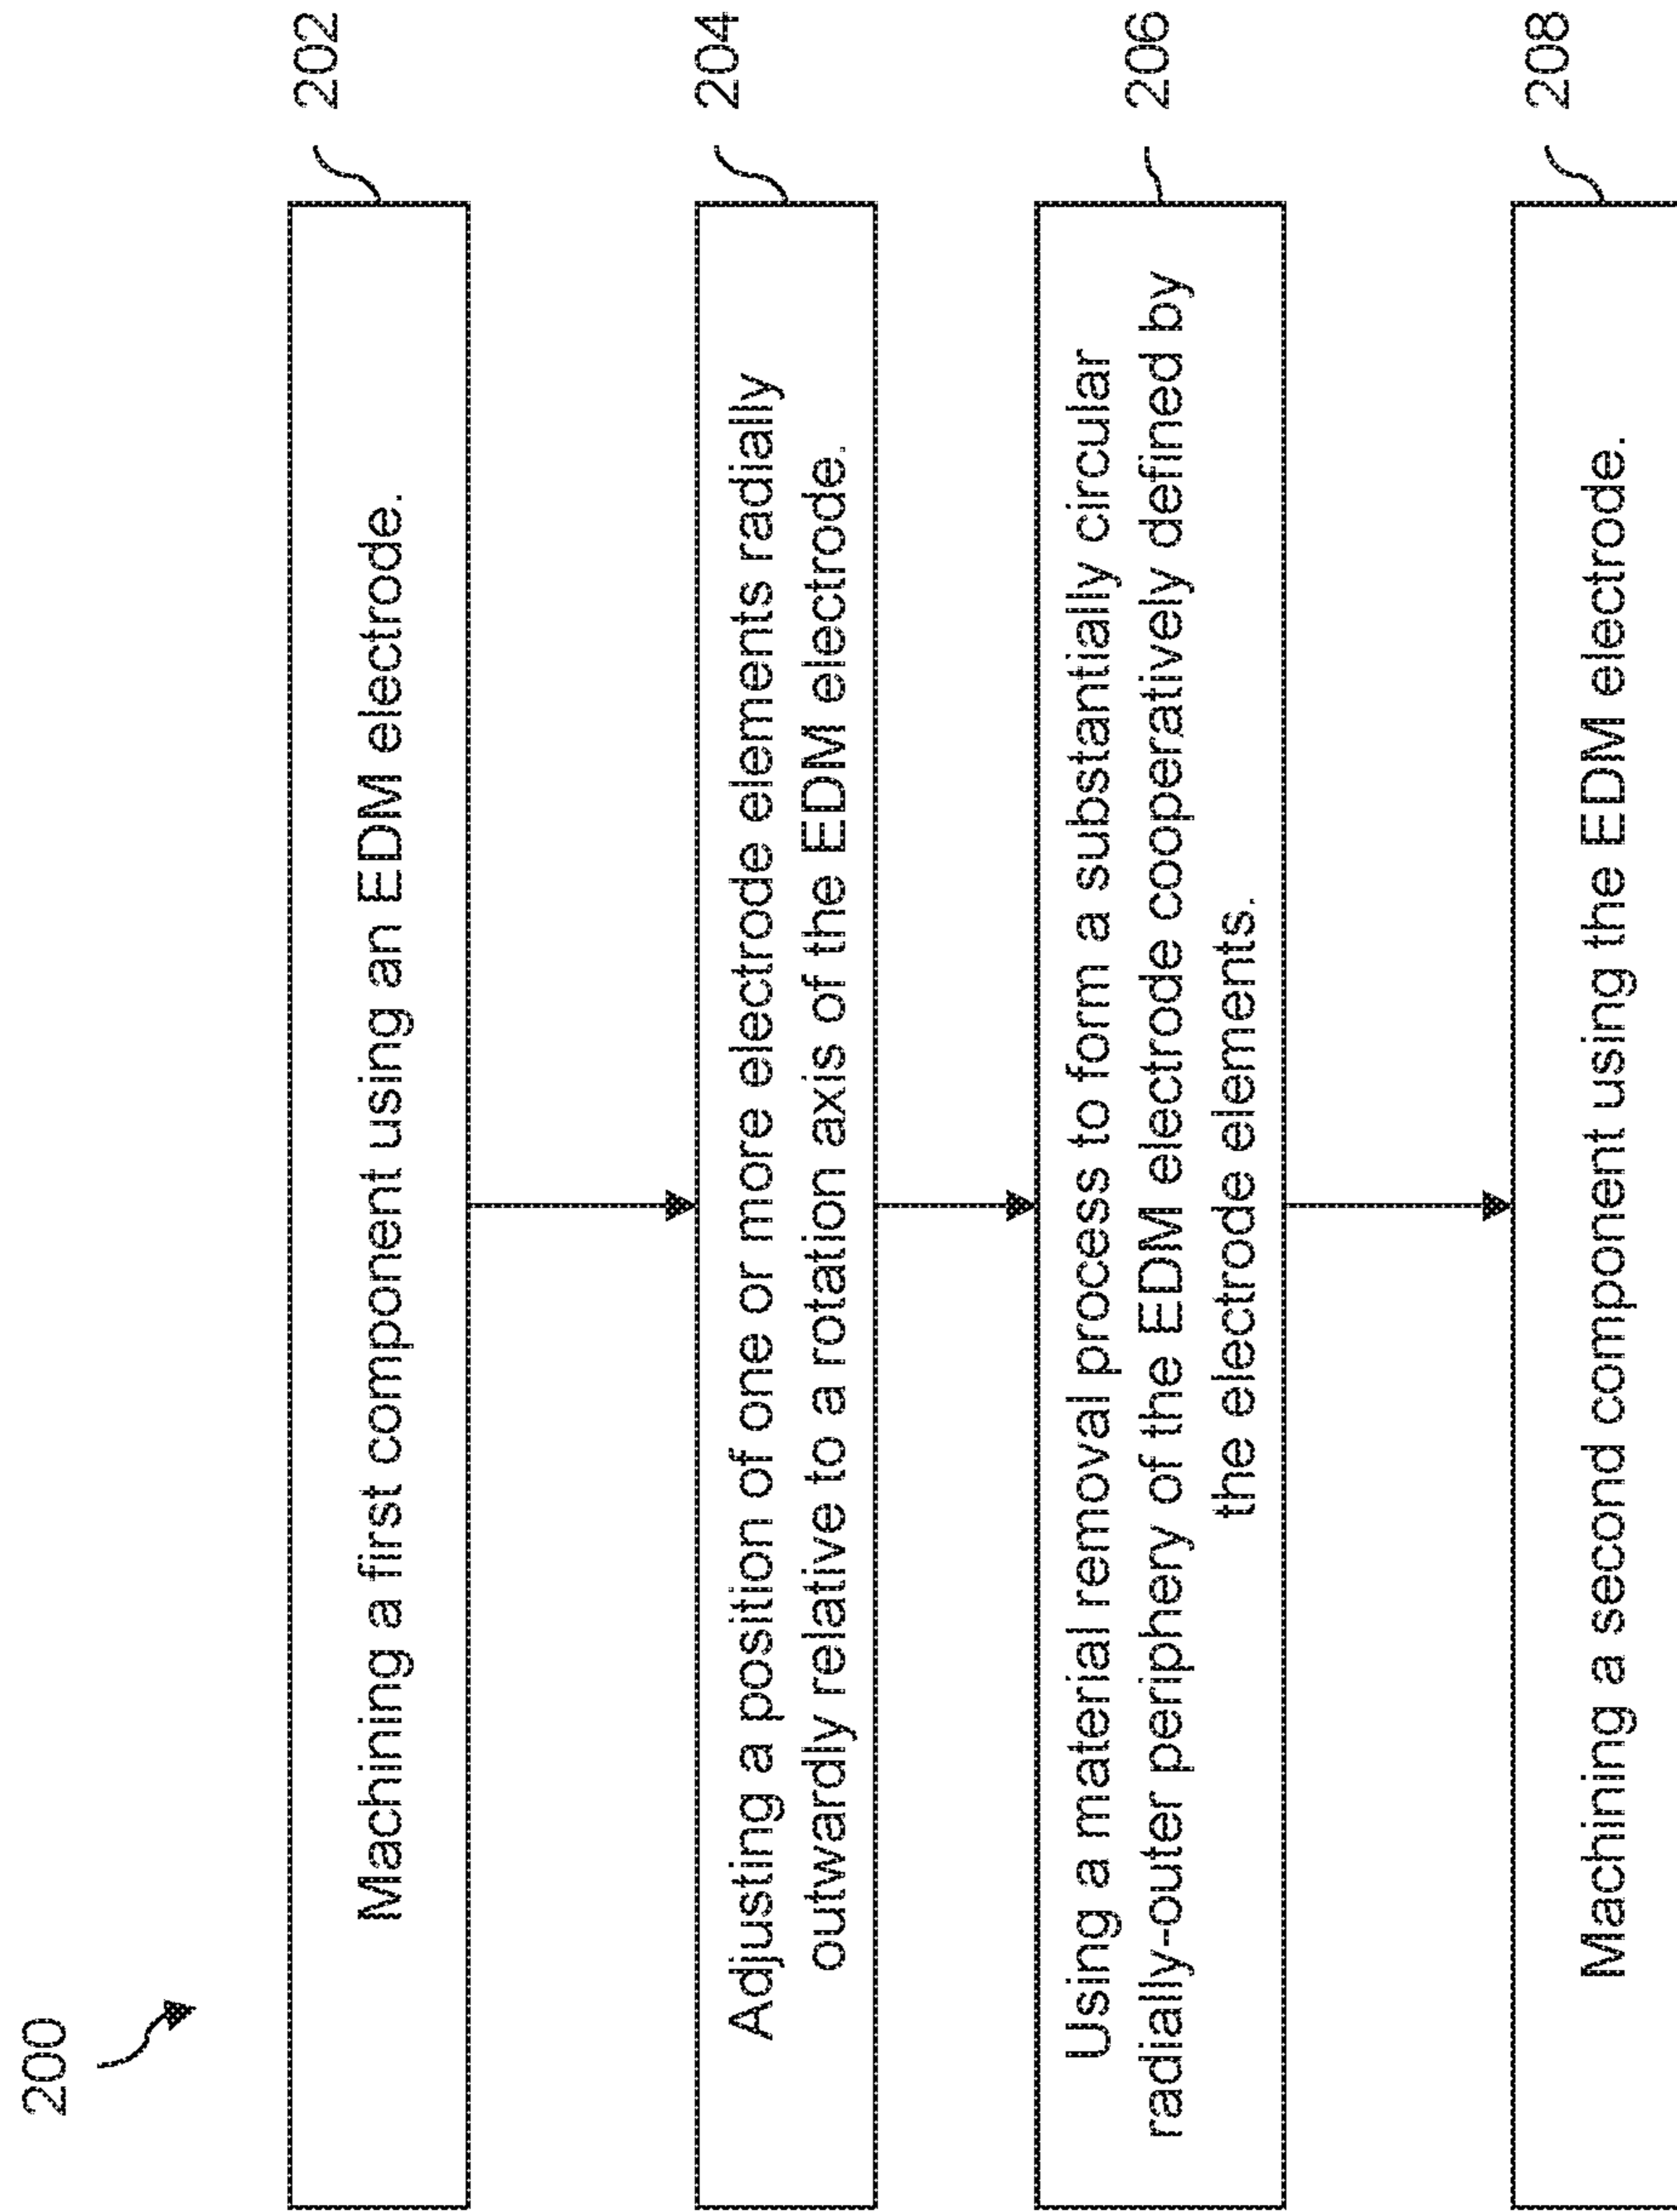 200
202
Machining a first component using an EDM electrode.
204
Adjusting a position of one or more electrode elements radially
outwardly relative to a rotation axis of the EDM electrode.
206
Using a material removal process to form a substantially circular
radially-outer periphery of the EDM electrode cooperatively defined by
the electrode elements.
208
Machining a second component using the EDM electrode.